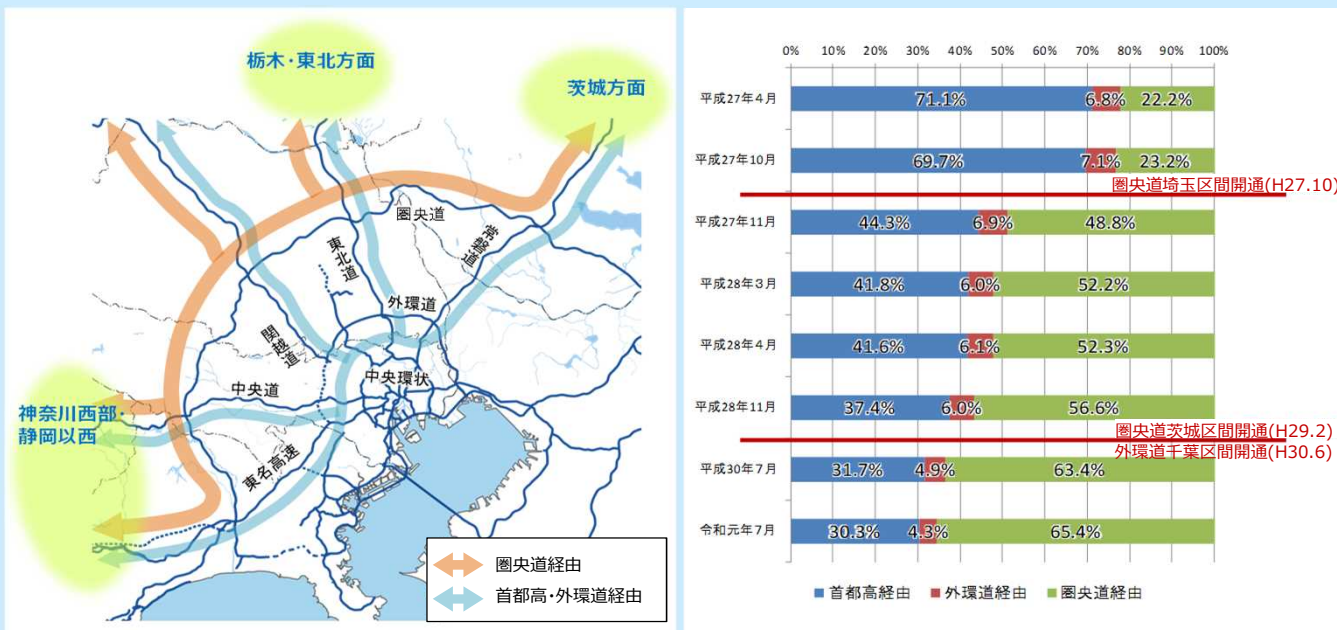 栃木・東北方面
茨城方面
圏央道
常磐道
東北道
外環道
関越道
中央道
中央環状
神奈川西部・
静岡以西
東名高速
圏央道経由
首都高・外環道経由
0% 10% 20% 30% 40% 50% 60% 70% 80% 90% 100%
平成27年4月 71.1% 6.8% 22.2%
平成27年10月 69.7% 7.1% 23.2%
圏央道埼玉区間開通(H27.10)
平成27年11月 44.3% 6.9% 48.8%
平成28年3月 41.8% 6.0% 52.2%
平成28年4月 41.6% 6.1% 52.3%
平成28年11月 37.4% 6.0% 56.6%
圏央道茨城区間開通(H29.2)
外環道千葉区間開通(H30.6)
平成30年7月 31.7% 4.9% 63.4%
令和元年7月 30.3% 4.3% 65.4%
首都高経由 外環道経由 圏央道経由